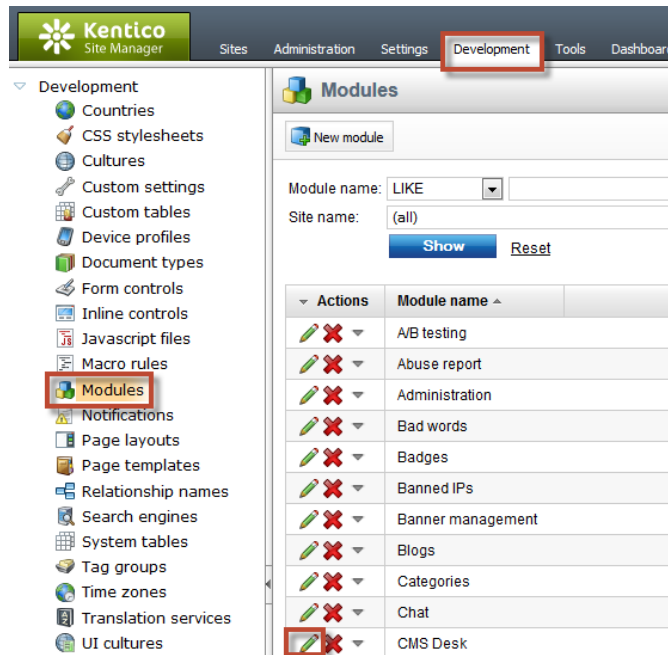 Kentico
Site Manager
Sites Administration Settings Development Tools Dashboar
Development
Countries
CSS stylesheets
Cultures
Custom settings
Custom tables
Device profiles
Document types
Form controls
Inline controls
Javascript files
Macro rules
Modules
Notifications
Page layouts
Page templates
Relationship names
Search engines
System tables
Tag groups
Time zones
Translation services
UI cultures
Modules
New module
Module name: LIKE
Site name: (all)
Show Reset
Actions Module name
A/B testing
Abuse report
Administration
Bad words
Badges
Banned IPs
Banner management
Blogs
Categories
Chat
CMS Desk